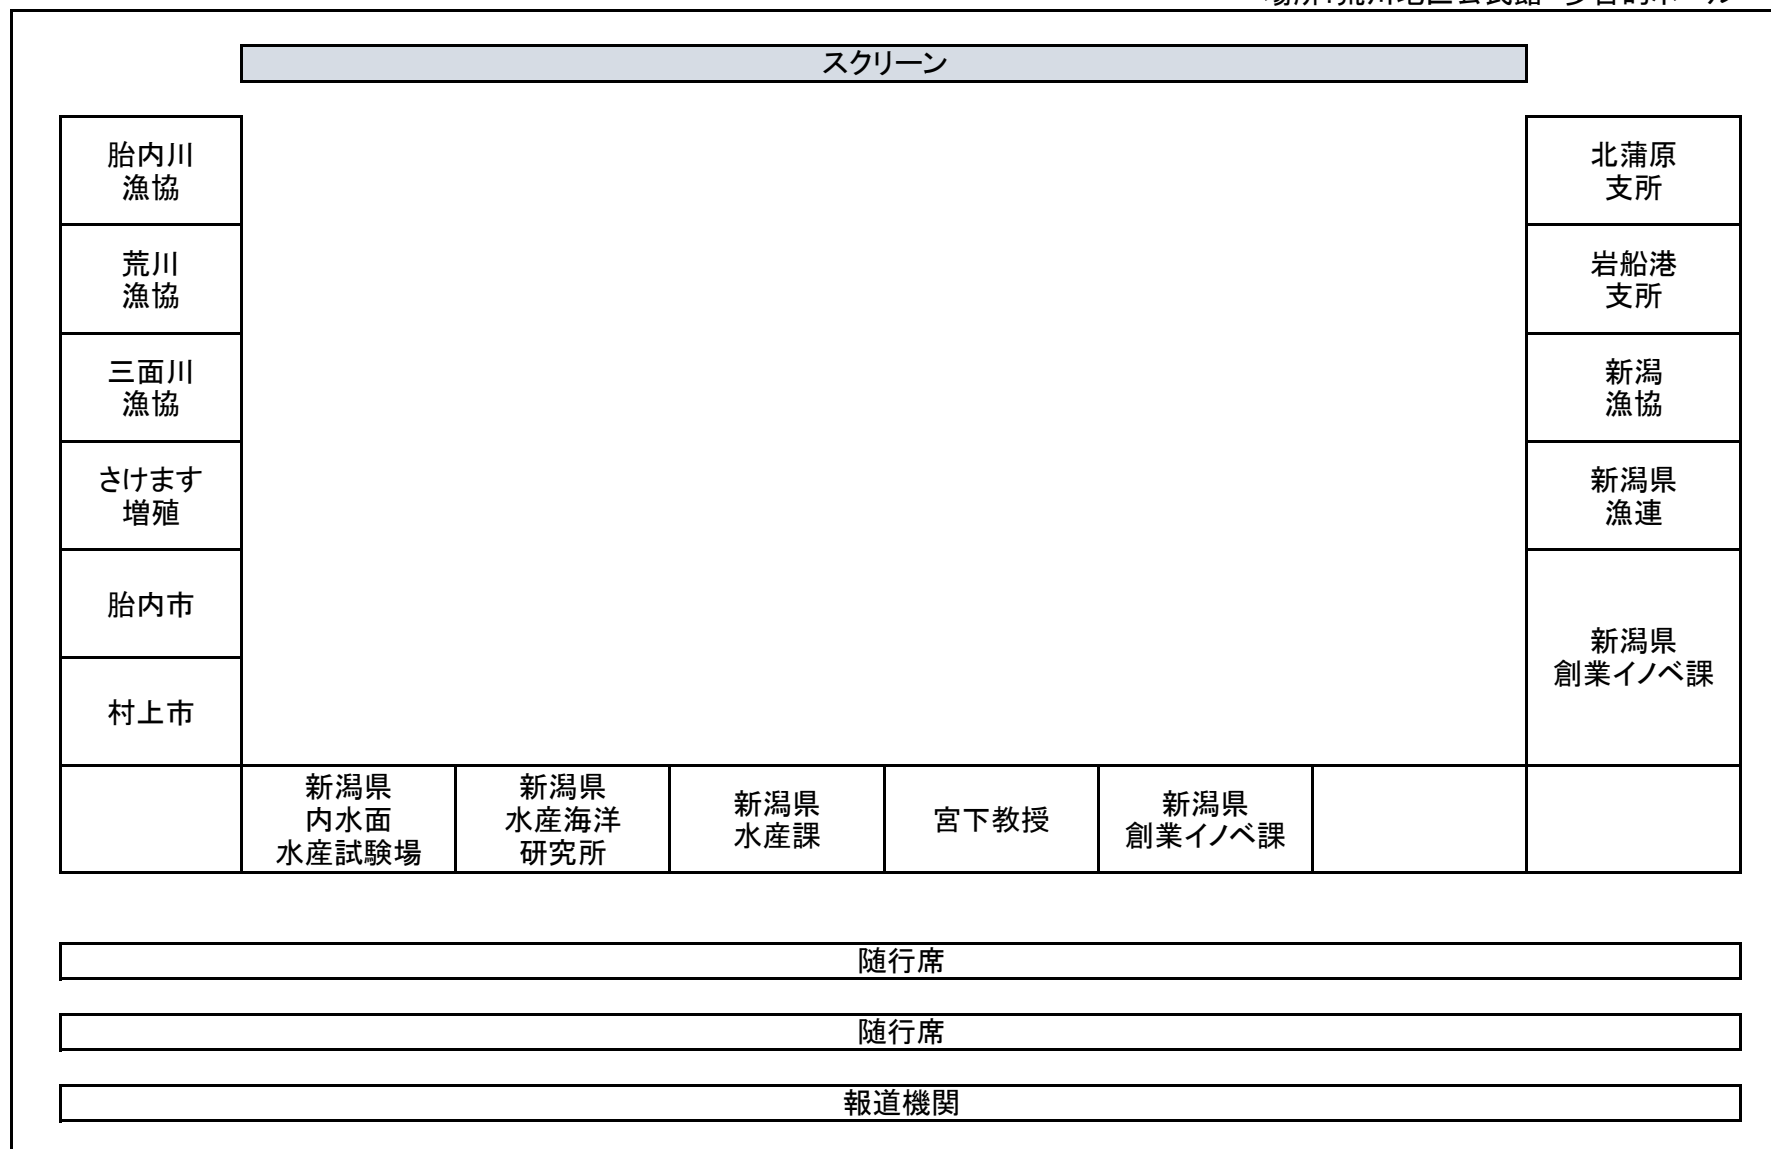 スクリーン
胎内川
漁協
荒川
漁協
三面川
漁協
さけます
増殖
胎内市
村上市
北蒲原
支所
岩船港
支所
新潟
漁協
新潟県
漁連
新潟県
創業イノベ課
新潟県
内水面
水産試験場
新潟県
水産海洋
研究所
新潟県
水産課
宮下教授
新潟県
創業イノベ課
随行席
随行席
報道機関